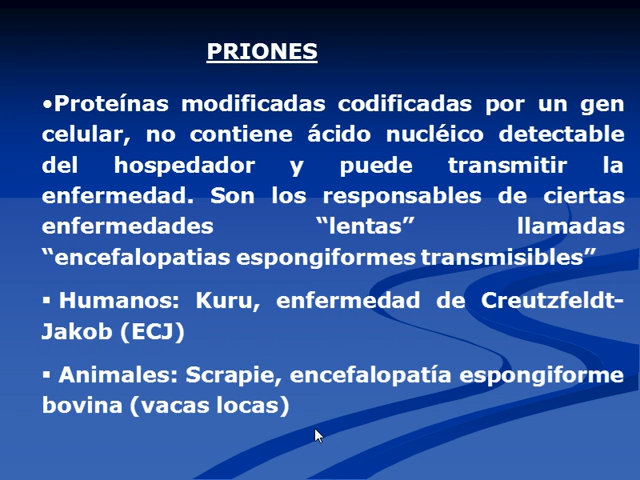 PRIONES
•Proteínas modificadas codificadas por un gen
celular, no contiene ácido nucléico detectable
del hospedador y puede transmitir la
enfermedad. Son los responsables de ciertas
enfermedades “lentas” llamadas
“encefalopatias espongiformes transmisibles”
▪ Humanos: Kuru, enfermedad de Creutzfeldt-
Jakob (ECJ)
▪ Animales: Scrapie, encefalopatía espongiforme
bovina (vacas locas)